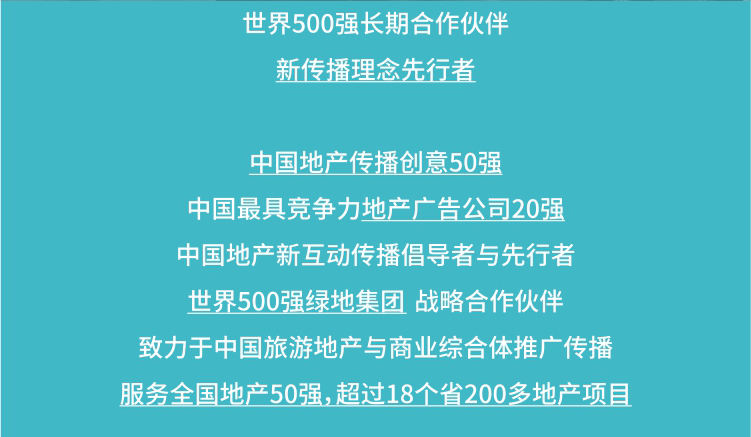 世界500强长期合作伙伴
新传播理念先行者
中国地产传播创意50强
中国最具竞争力地产广告公司20强
中国地产新互动传播倡导者与先行者
世界500强绿地集团 战略合作伙伴
致力于中国旅游地产与商业综合体推广传播
服务全国地产50强，超过18个省200多地产项目